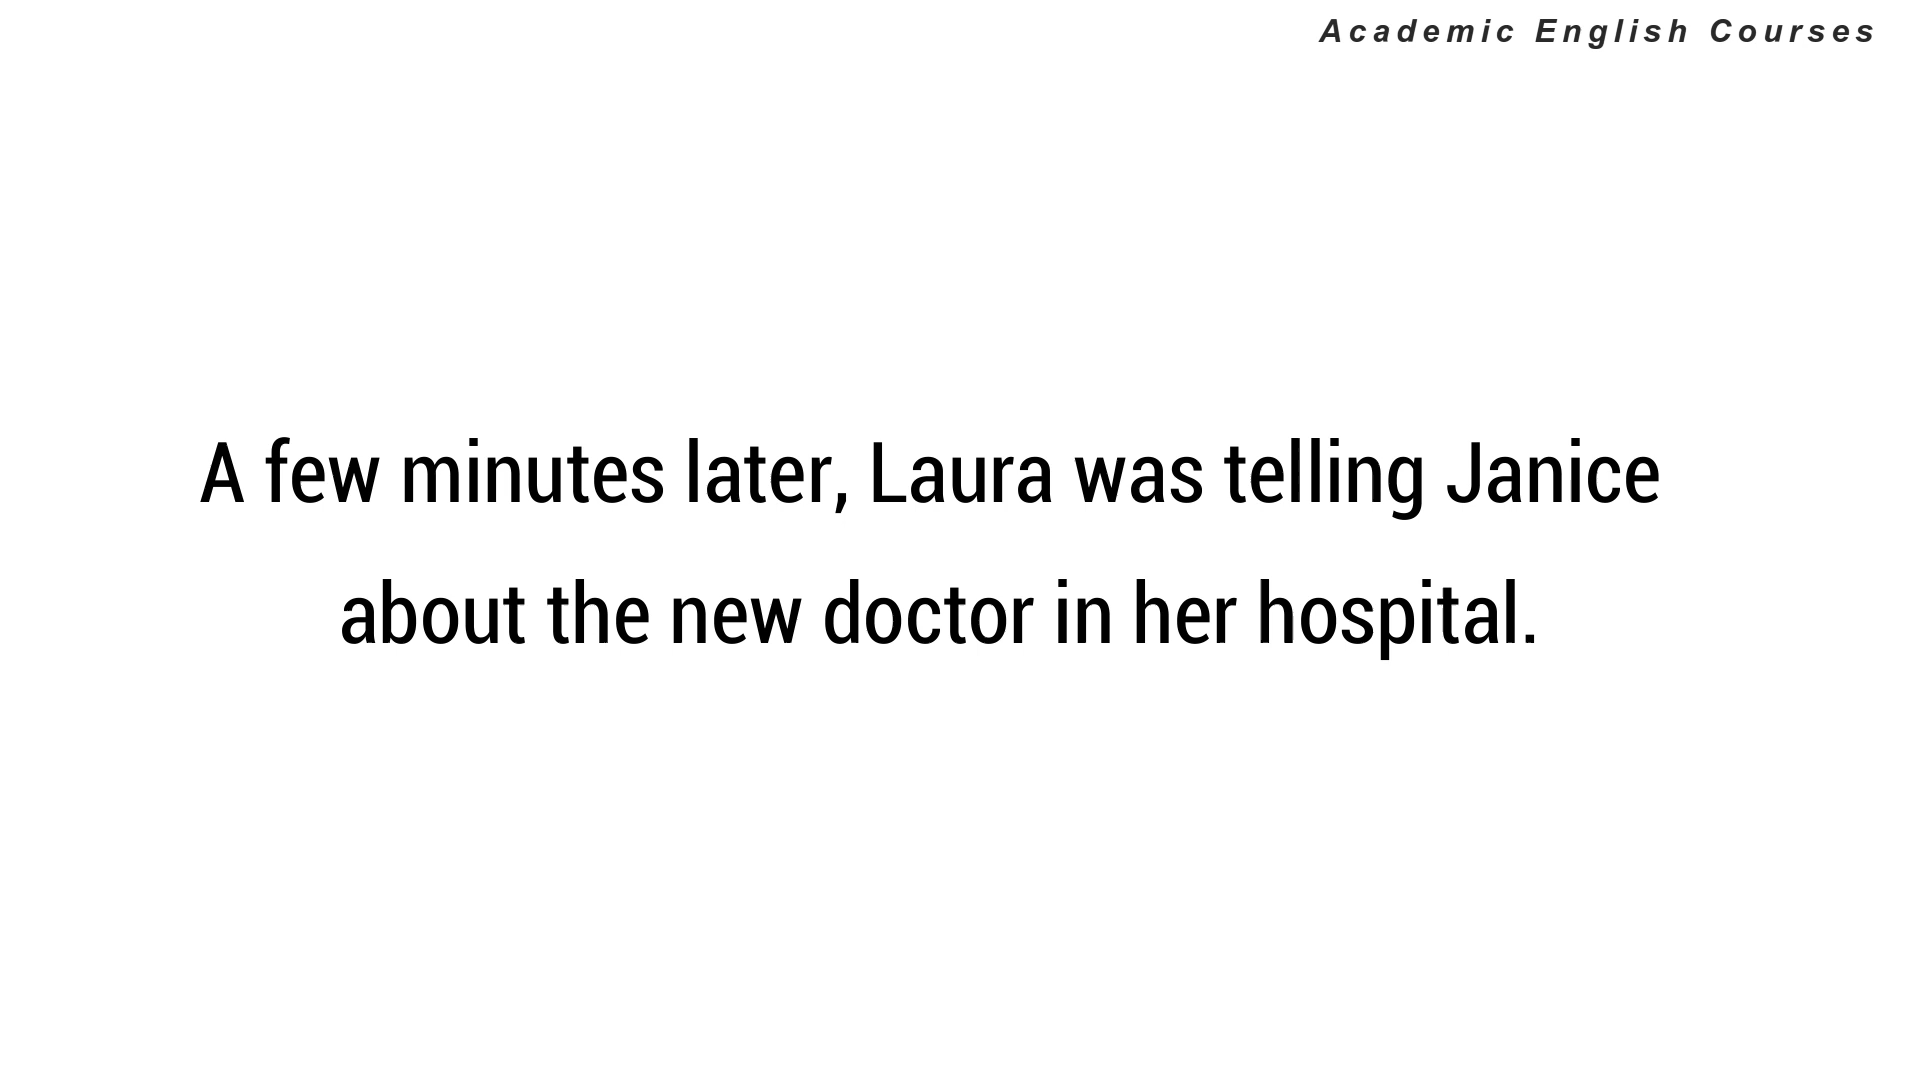 Academic English Courses
A few minutes later, Laura was telling Janice
about the new doctor in her hospital.